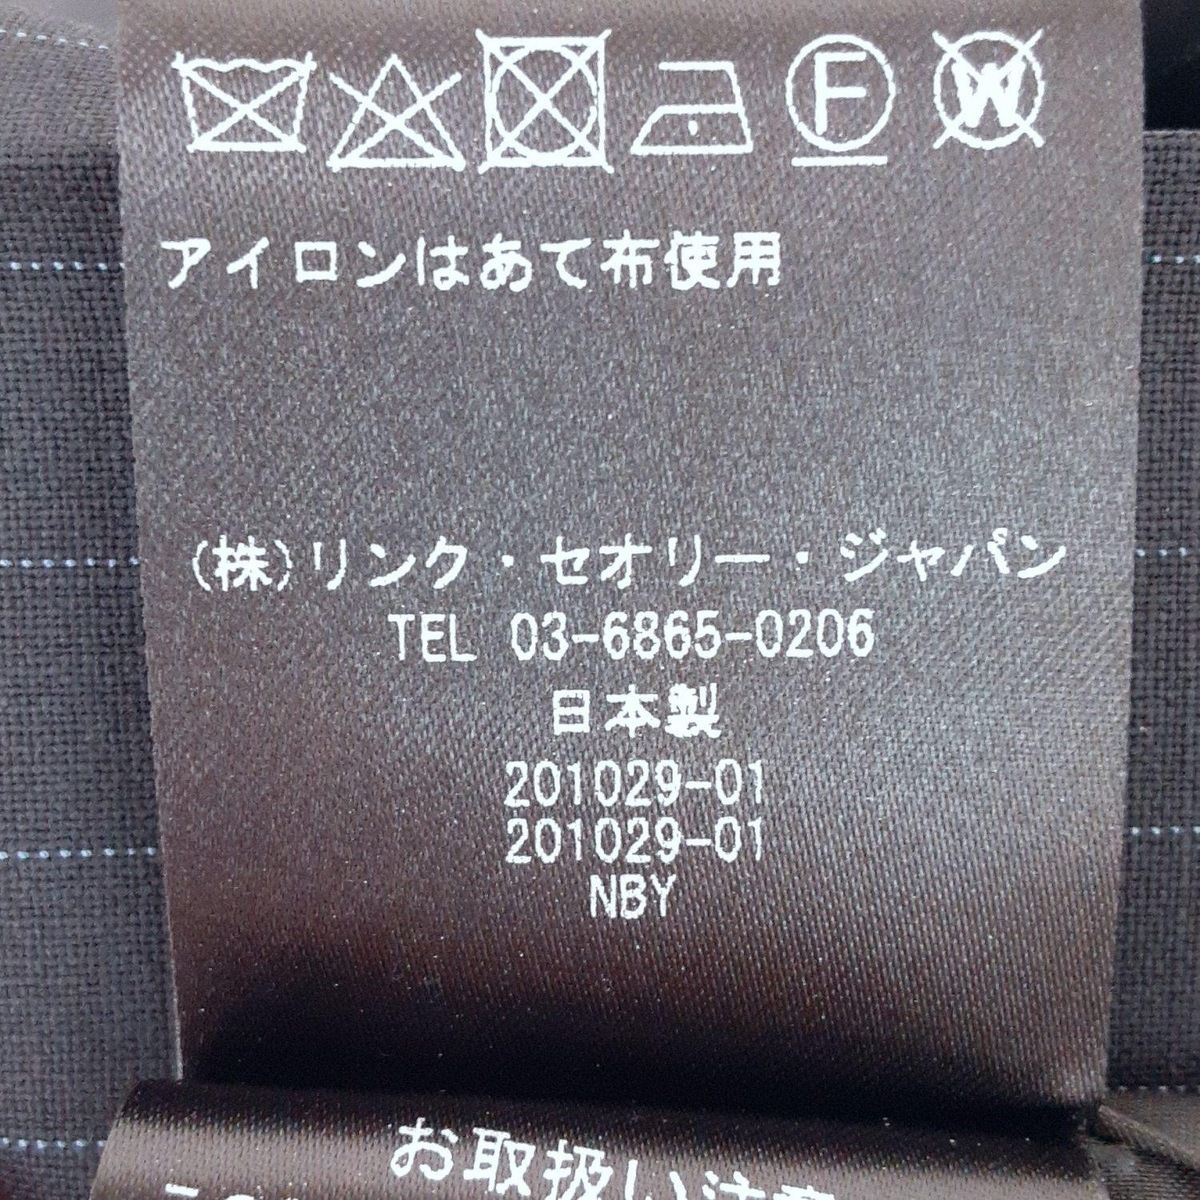 F W
アイロンはあて布使用
(株)リンク・セオリー・ジャパン
TEL 03-6865-0206
日本製
201029-01
201029-01
NBY
お取扱い注意